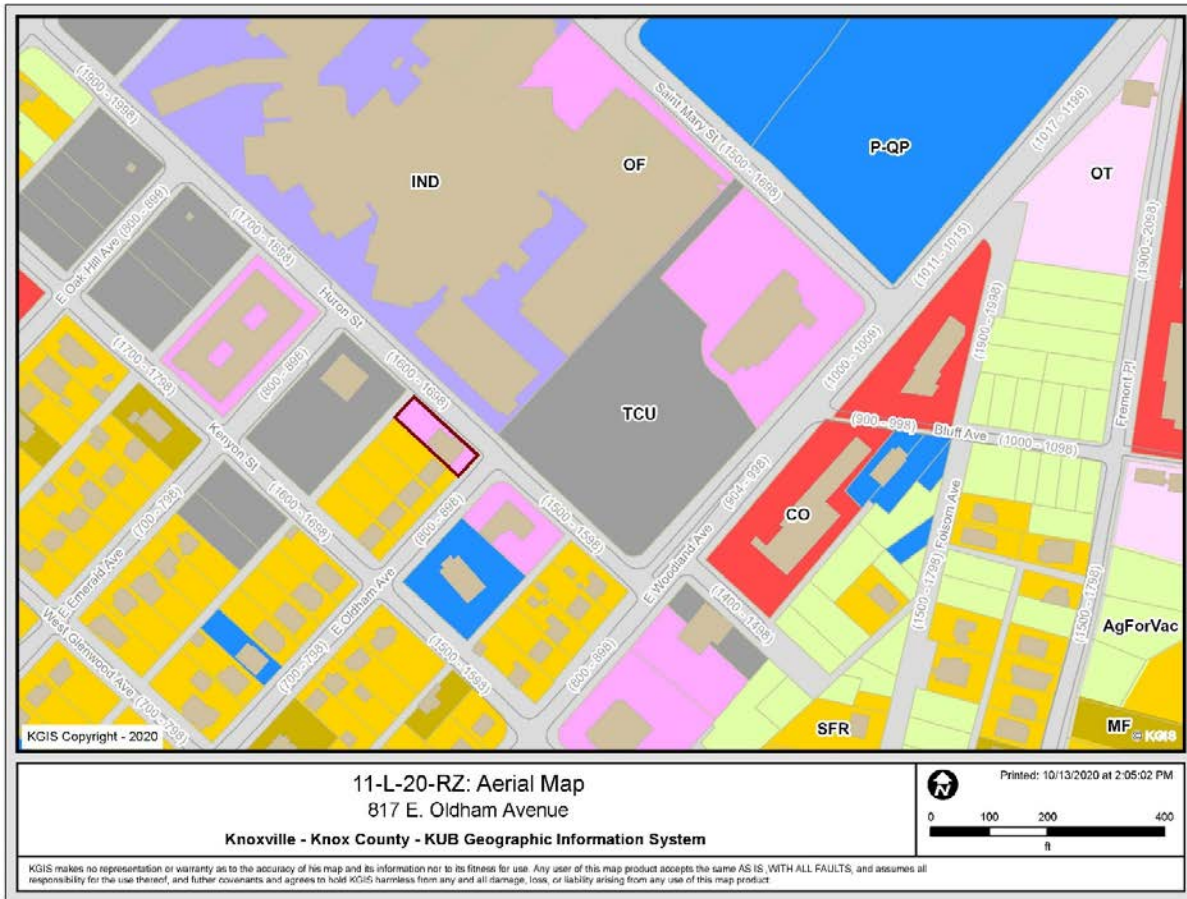 (1900 - 1998)
Saint Mary St (1500 - 1698)
(1017 - 1198)
P-QP
OF
OT
IND
E Oak Hill Ave (800 - 899)
(1700 - 1898)
(1900 - 2098)
(1011 - 1015)
Huron St
(1900 - 1998)
(1700 - 1798)
(800 - 898)
(1600 - 1698)
(1000 - 1009)
Fremont Pl
TCU
(900 - 998) Bluff Ave (1000 - 1098)
Kenyon St
(1600 - 1698)
(904 - 998)
CO
(700 - 798)
(800 - 898)
(1500 - 1598)
E Woodland Ave
Folsom Ave
E Emerald Ave
E Oldham Ave
(1400 - 1498)
(1500 - 1798)
(1500 - 1798)
AgForVac
West Glenwood Ave (700 - 798)
(700 - 798)
(1500 - 1598)
(800 - 898)
SFR
MF
KGIS Copyright - 2020
© KGIS
11-L-20-RZ: Aerial Map
817 E. Oldham Avenue
Knoxville - Knox County - KUB Geographic Information System
N
Printed: 10/13/2020 at 2:05:02 PM
0 100 200 400
ft
KGIS makes no representation or warranty as to the accuracy of his map and its information nor to its fitness for use. Any user of this map product accepts the same AS IS ,WITH ALL FAULTS, and assumes all
responsibility for the use thereof, and futher covenants and agrees to hold KGIS harmless from any and all damage, loss, or liability arising from any use of this map product.